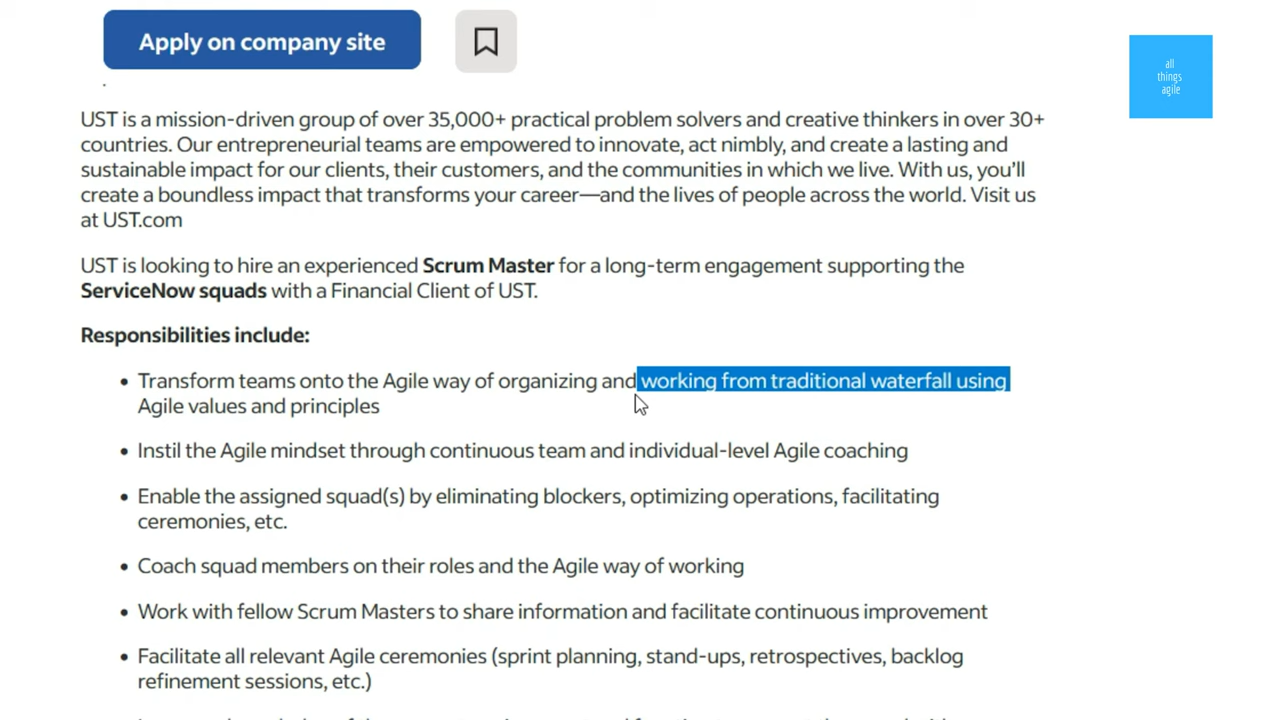 Apply on company site
all
things
agile
UST is a mission-driven group of over 35,000+ practical problem solvers and creative thinkers in over 30+
countries. Our entrepreneurial teams are empowered to innovate, act nimbly, and create a lasting and
sustainable impact for our clients, their customers, and the communities in which we live. With us, you’ll
create a boundless impact that transforms your career—and the lives of people across the world. Visit us
at UST.com
UST is looking to hire an experienced Scrum Master for a long-term engagement supporting the
ServiceNow squads with a Financial Client of UST.
Responsibilities include:
• Transform teams onto the Agile way of organizing and working from traditional waterfall using
Agile values and principles
• Instil the Agile mindset through continuous team and individual-level Agile coaching
• Enable the assigned squad(s) by eliminating blockers, optimizing operations, facilitating
ceremonies, etc.
• Coach squad members on their roles and the Agile way of working
• Work with fellow Scrum Masters to share information and facilitate continuous improvement
• Facilitate all relevant Agile ceremonies (sprint planning, stand-ups, retrospectives, backlog
refinement sessions, etc.)